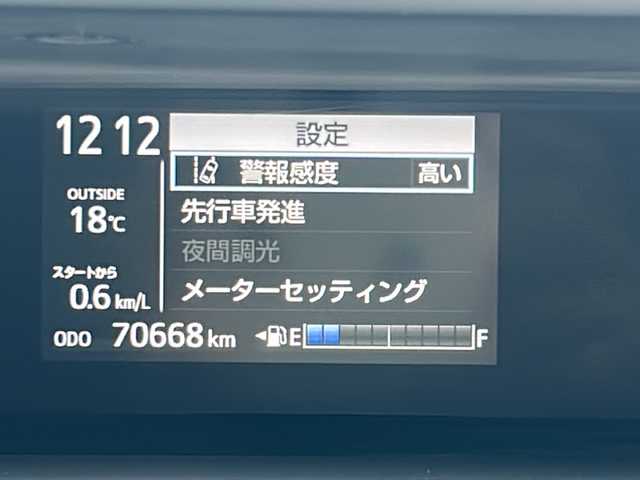 12 12
設定
警報感度 高い
OUTSIDE
18℃
先行車発進
夜間調光
スタートから
0.6 km/L
メーターセッティング
ODO 70668 km
E F